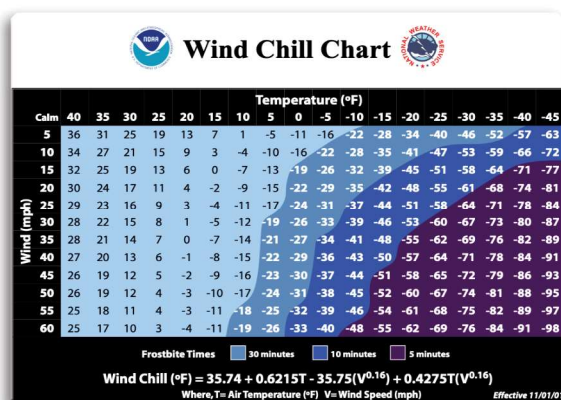 NOAA
Wind Chill Chart
NATIONAL WEATHER SERVICE
Temperature (ºF)
Calm 40 35 30 25 20 15 10 5 0 -5 -10 -15 -20 -25 -30 -35 -40 -45
Wind (mph)
5 36 31 25 19 13 7 1 -5 -11 -16 -22 -28 -34 -40 -46 -52 -57 -63
10 34 27 21 15 9 3 -4 -10 -16 -22 -28 -35 -41 -47 -53 -59 -66 -72
15 32 25 19 13 6 0 -7 -13 -19 -26 -32 -39 -45 -51 -58 -64 -71 -77
20 30 24 17 11 4 -2 -9 -15 -22 -29 -35 -42 -48 -55 -61 -68 -74 -81
25 29 23 16 9 3 -4 -11 -17 -24 -31 -37 -44 -51 -58 -64 -71 -78 -84
30 28 22 15 8 1 -5 -12 -19 -26 -33 -39 -46 -53 -60 -67 -73 -80 -87
35 28 21 14 7 0 -7 -14 -21 -27 -34 -41 -48 -55 -62 -69 -76 -82 -89
40 27 20 13 6 -1 -8 -15 -22 -29 -36 -43 -50 -57 -64 -71 -78 -84 -91
45 26 19 12 5 -2 -9 -16 -23 -30 -37 -44 -51 -58 -65 -72 -79 -86 -93
50 26 19 12 4 -3 -10 -17 -24 -31 -38 -45 -52 -60 -67 -74 -81 -88 -95
55 25 18 11 4 -3 -11 -18 -25 -32 -39 -46 -54 -61 -68 -75 -82 -89 -97
60 25 17 10 3 -4 -11 -19 -26 -33 -40 -48 -55 -62 -69 -76 -84 -91 -98
Frostbite Times 30 minutes 10 minutes 5 minutes
Wind Chill (ºF) = 35.74 + 0.6215T - 35.75(V0.16) + 0.4275T(V0.16)
Where, T= Air Temperature (ºF) V= Wind Speed (mph)
Effective 11/01/0